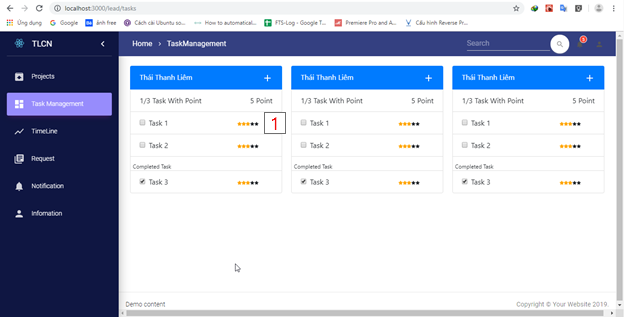 localhost:3000/lead/tasks
Ứng dụng Google ảnh free Cách cài Ubuntu so... How to automatical... FTS-Log - Google T... Premiere Pro and A... Cấu hình Reverse Pr...
TLCN
Home › TaskManagement
Search
5
Projects
Task Management
TimeLine
Request
Notification
Infomation
Thái Thanh Liêm +
1/3 Task With Point 5 Point
Task 1
1
Task 2
Completed Task
Task 3
Thái Thanh Liêm +
1/3 Task With Point 5 Point
Task 1
Task 2
Completed Task
Task 3
Thái Thanh Liêm +
1/3 Task With Point 5 Point
Task 1
Task 2
Completed Task
Task 3
Demo content
Copyright © Your Website 2019.